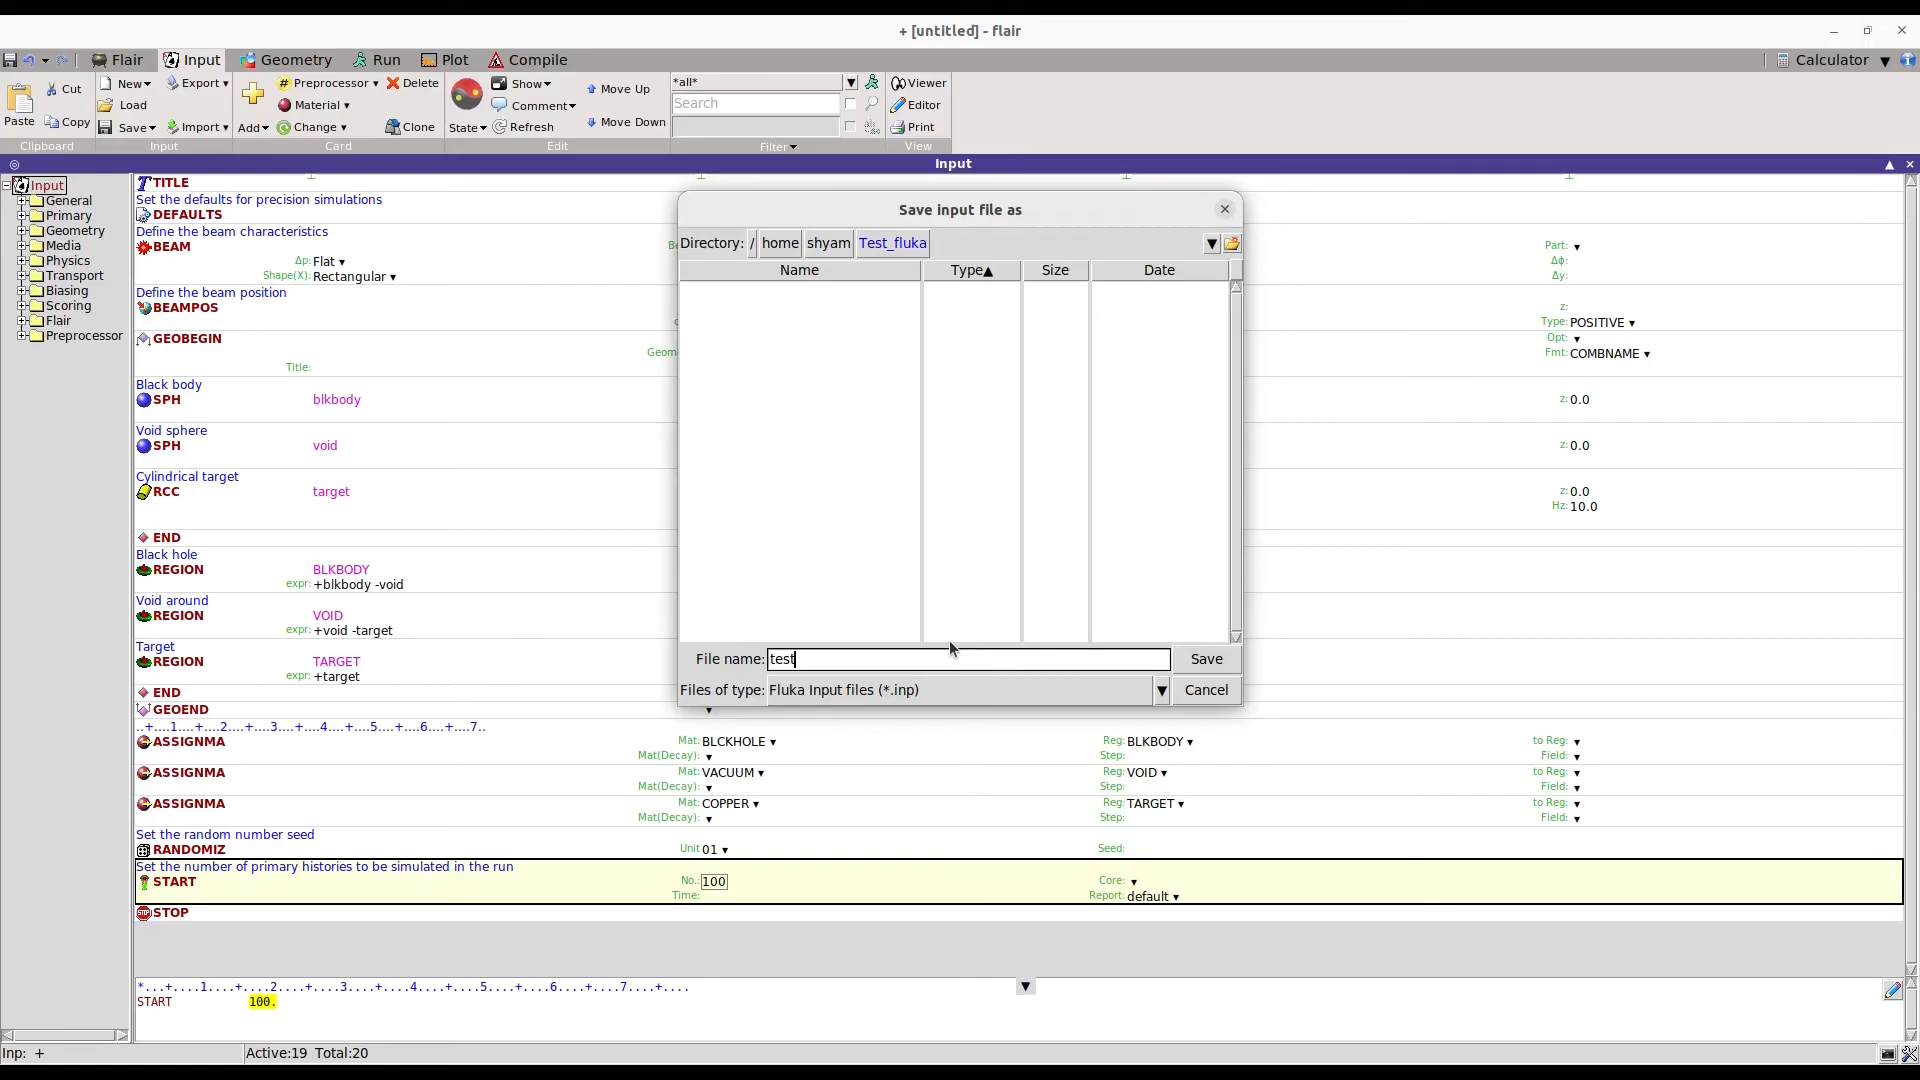 + [untitled] - flair
Flair Input Geometry Run Plot Compile Calculator
Paste Cut Copy Clipboard
New Load Save Export Import Input
Add Preprocessor Material Change Delete Clone Card
State Show Comment Refresh Move Up Move Down Edit
*all* Search Filter
Viewer Editor Print View
Input
Input
General
Primary
Geometry
Media
Physics
Transport
Biasing
Scoring
Flair
Preprocessor
TITLE
Set the defaults for precision simulations
DEFAULTS
Define the beam characteristics
BEAM Be Part:
Δp: Flat Δϕ:
Shape(X): Rectangular Δy:
Define the beam position
BEAMPOS z:
Type: POSITIVE
GEOBEGIN Opt:
Geom Fmt: COMBNAME
Title:
Black body
SPH blkbody z: 0.0
Void sphere
SPH void z: 0.0
Cylindrical target
RCC target z: 0.0
Hz: 10.0
END
Black hole
REGION BLKBODY
expr: +blkbody -void
Void around
REGION VOID
expr: +void -target
Target
REGION TARGET
expr: +target
END
GEOEND
..+....1....+....2....+....3....+....4....+....5....+....6....+....7..
ASSIGNMA Mat: BLCKHOLE Reg: BLKBODY to Reg:
Mat(Decay): Step: Field:
ASSIGNMA Mat: VACUUM Reg: VOID to Reg:
Mat(Decay): Step: Field:
ASSIGNMA Mat: COPPER Reg: TARGET to Reg:
Mat(Decay): Step: Field:
Set the random number seed
RANDOMIZ Unit 01 Seed:
Set the number of primary histories to be simulated in the run
START No.: 100 Core:
Time: Report: default
STOP
*...+....1....+....2....+....3....+....4....+....5....+....6....+....7....+....
START 100.
Inp: + Active:19 Total:20
Save input file as
Directory: / home shyam Test_fluka
Name Type Size Date
File name: test Save
Files of type: Fluka Input files (*.inp) Cancel